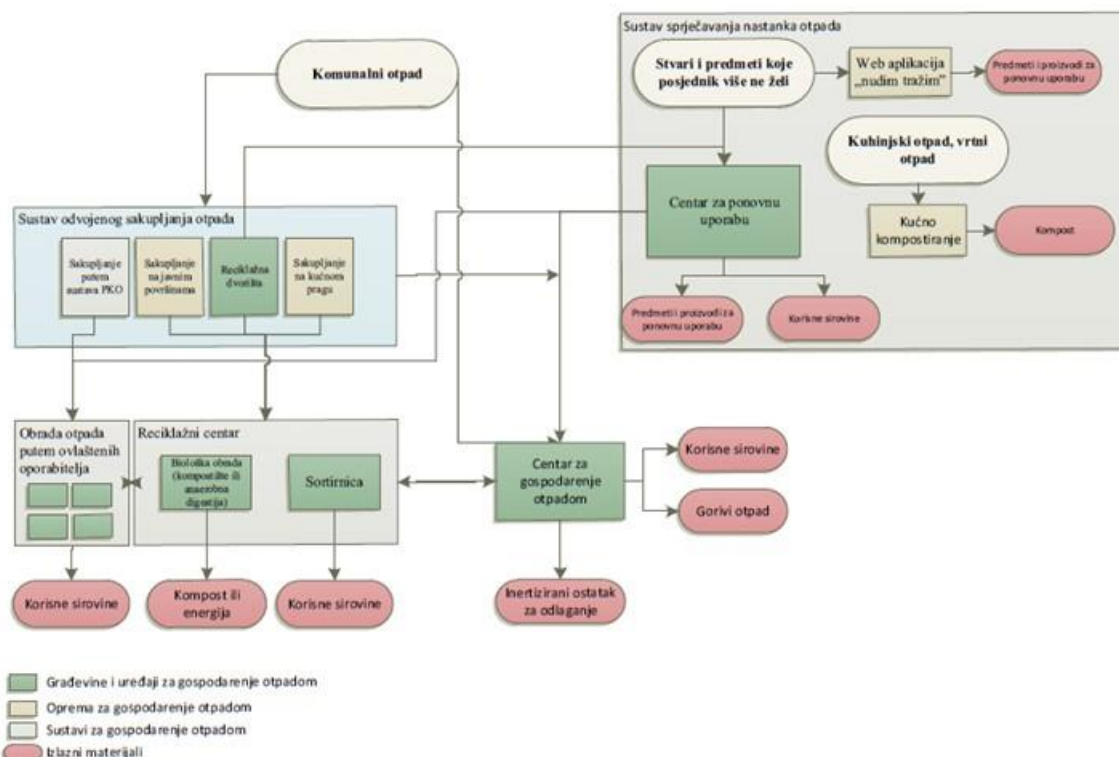 Sustav sprječavanja nastanka otpada
Komunalni otpad
Stvari i predmeti koje
posjednik više ne želi
Web aplikacija
„nudim tražim”
Predmeti i proizvodi za
ponovnu uporabu
Kuhinjski otpad, vrtni
otpad
Centar za ponovnu
uporabu
Kućno
kompostiranje
Kompost
Predmeti i proizvodi za
ponovnu uporabu
Korisne sirovine
Sustav odvojenog sakupljanja otpada
Sakupljanje
putem
sustava PKO
Sakupljanje
na javnim
površinama
Reciklažna
dvorišta
Sakupljanje
na kućnom
pragu
Obrada otpada
putem ovlaštenih
oporabitelja
Reciklažni centar
Biološka obrada
(kompostište ili
anaerobna
digestija)
Sortirnica
Centar za
gospodarenje
otpadom
Korisne sirovine
Gorivi otpad
Korisne sirovine
Kompost ili
energija
Korisne sirovine
Inertizirani ostatak
za odlaganje
Građevine i uređaji za gospodarenje otpadom
Oprema za gospodarenje otpadom
Sustavi za gospodarenje otpadom
Izlazni materijali